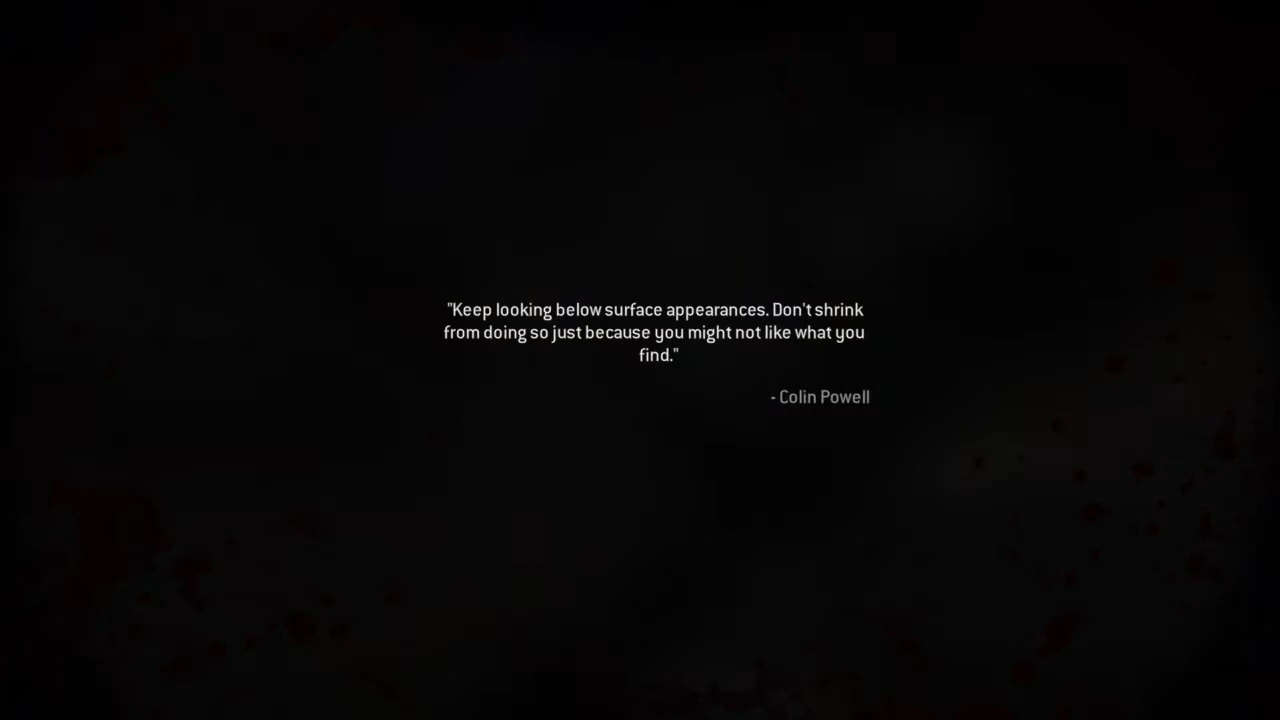 "Keep looking below surface appearances. Don't shrink
from doing so just because you might not like what you
find."
- Colin Powell